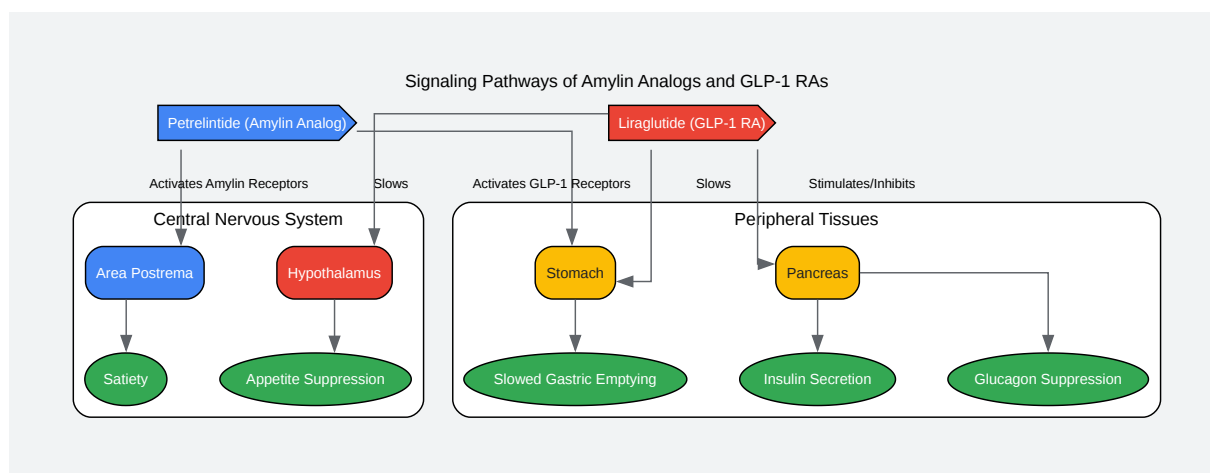 Signaling Pathways of Amylin Analogs and GLP-1 RAs
Petrelintide (Amylin Analog)
Liraglutide (GLP-1 RA)
Activates Amylin Receptors
Slows
Activates GLP-1 Receptors
Slows
Stimulates/Inhibits
Central Nervous System
Peripheral Tissues
Area Postrema
Hypothalamus
Stomach
Pancreas
Satiety
Appetite Suppression
Slowed Gastric Emptying
Insulin Secretion
Glucagon Suppression